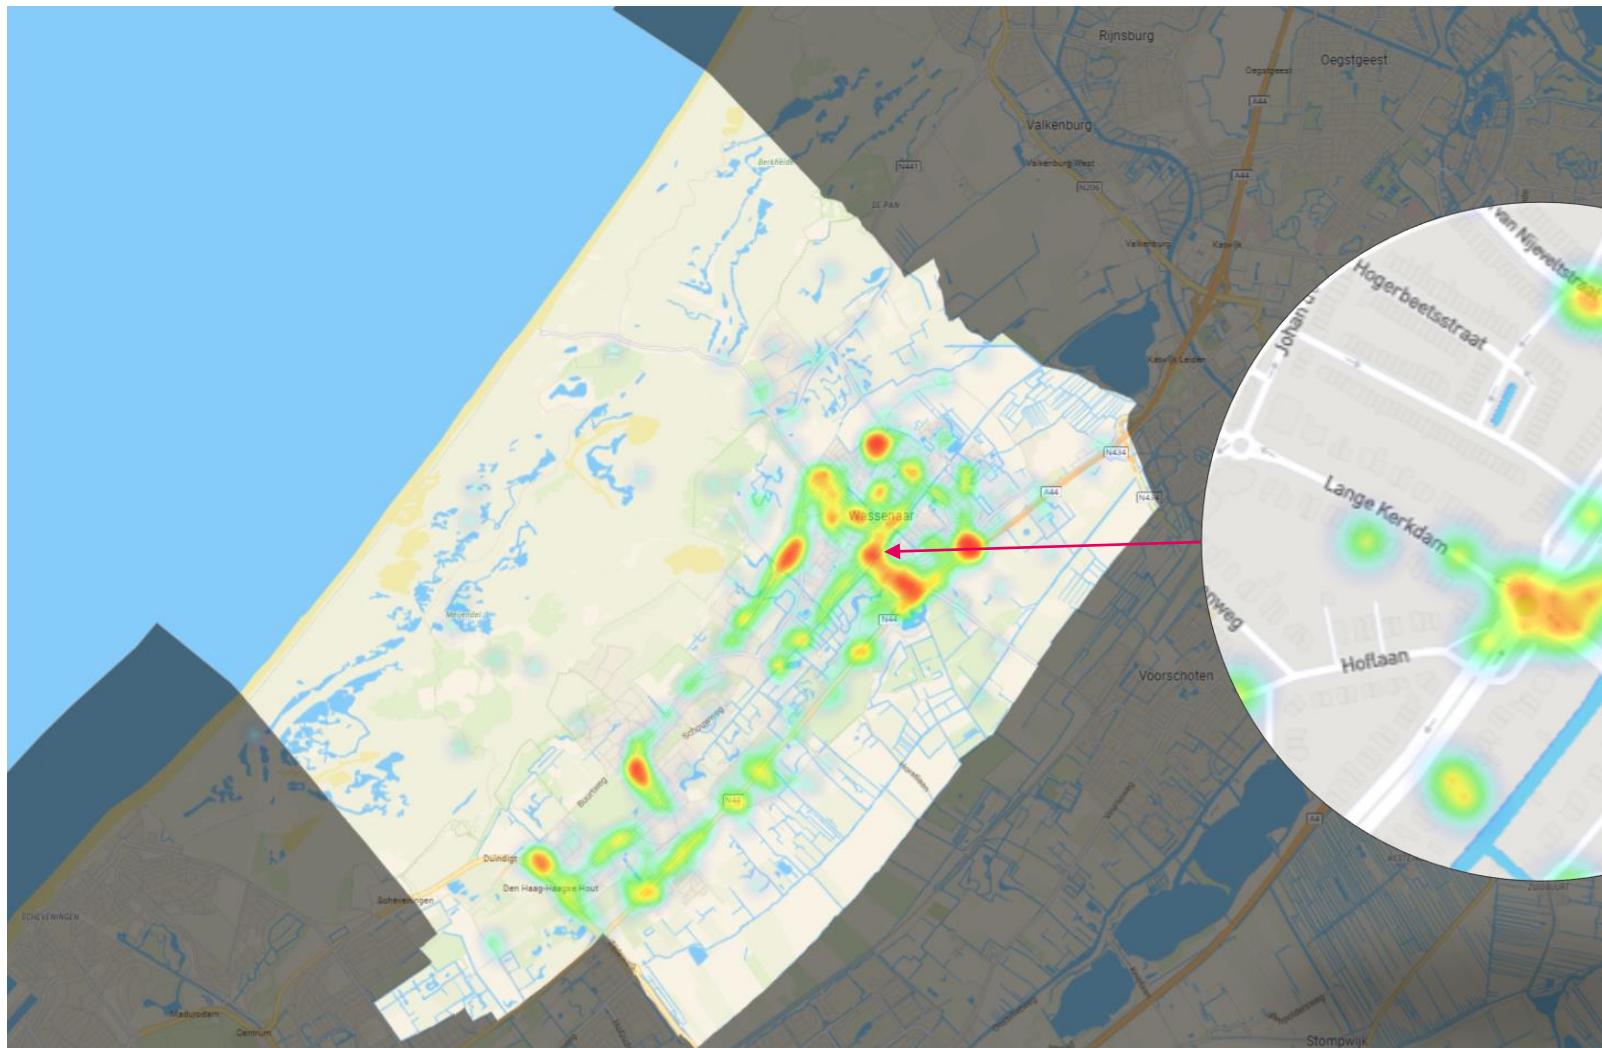 Rijnsburg
Oegstgeest
Oegstgeest
A44
Valkenburg
Berkheide
N441
Valkenburg West
A44
N206
DE PAN
Valkenburg
Katwijk
n van Nijeveltstraat
Hogerbeetsstraat
Johan d
Katwijk Leiden
N434
A44
N434
Lange Kerkdam
Wassenaar
Meijendel
N44
enweg
Hoflaan
Voorschoten
Schouwweg
Buurtweg
N44
Horstlaan
A4
Duindigt
Den Haag-Haagse Hout
Scheveningen
SCHEVENINGEN
ZUIDBUURT
Madurodam
Centrum
Stompwijk